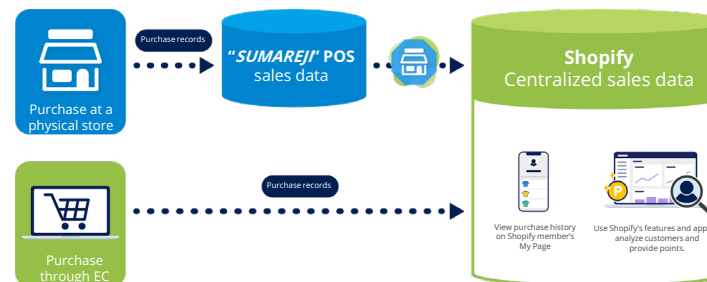 Purchase at a
physical store
Purchase records
“SUMAREJI” POS
sales data
Shopify
Centralized sales data
Purchase
through EC
Purchase records
P
View purchase history
on Shopify member's
My Page
Use Shopify's features and app
analyze customers and
provide points.